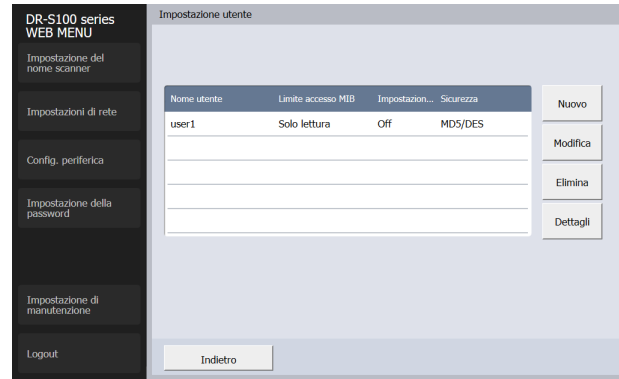 DR-S100 series
WEB MENU
Impostazione del
nome scanner
Impostazioni di rete
Config. periferica
Impostazione della
password
Impostazione di
manutenzione
Logout
Impostazione utente
Nome utente Limite accesso MIB Impostazion... Sicurezza
user1 Solo lettura Off MD5/DES
Nuovo
Modifica
Elimina
Dettagli
Indietro